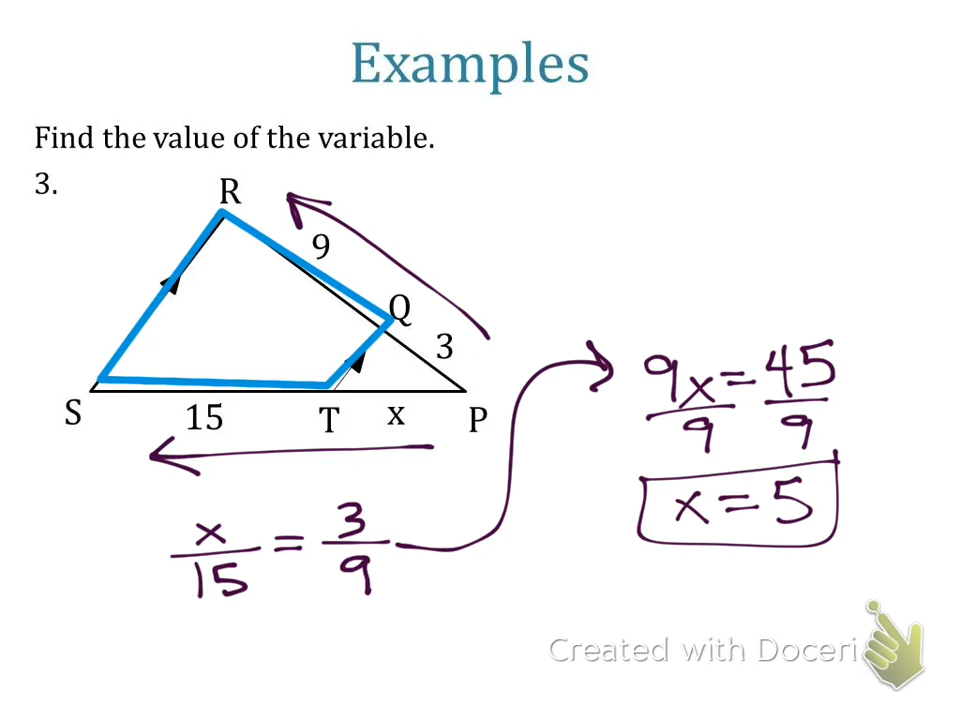 Examples
Find the value of the variable.
3.
R
9
Q
3
S
15
T
x
P
x/15 = 3/9
9x/9 = 45/9
x = 5
Created with Doceri